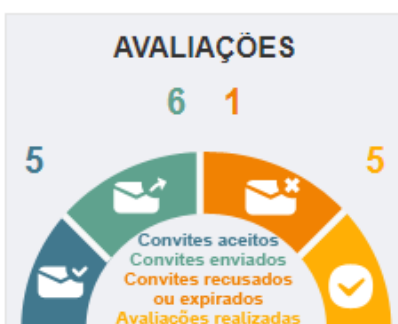 AVALIAÇÕES
6 1
5 5
Convites aceitos
Convites enviados
Convites recusados
ou expirados
Avaliações realizadas